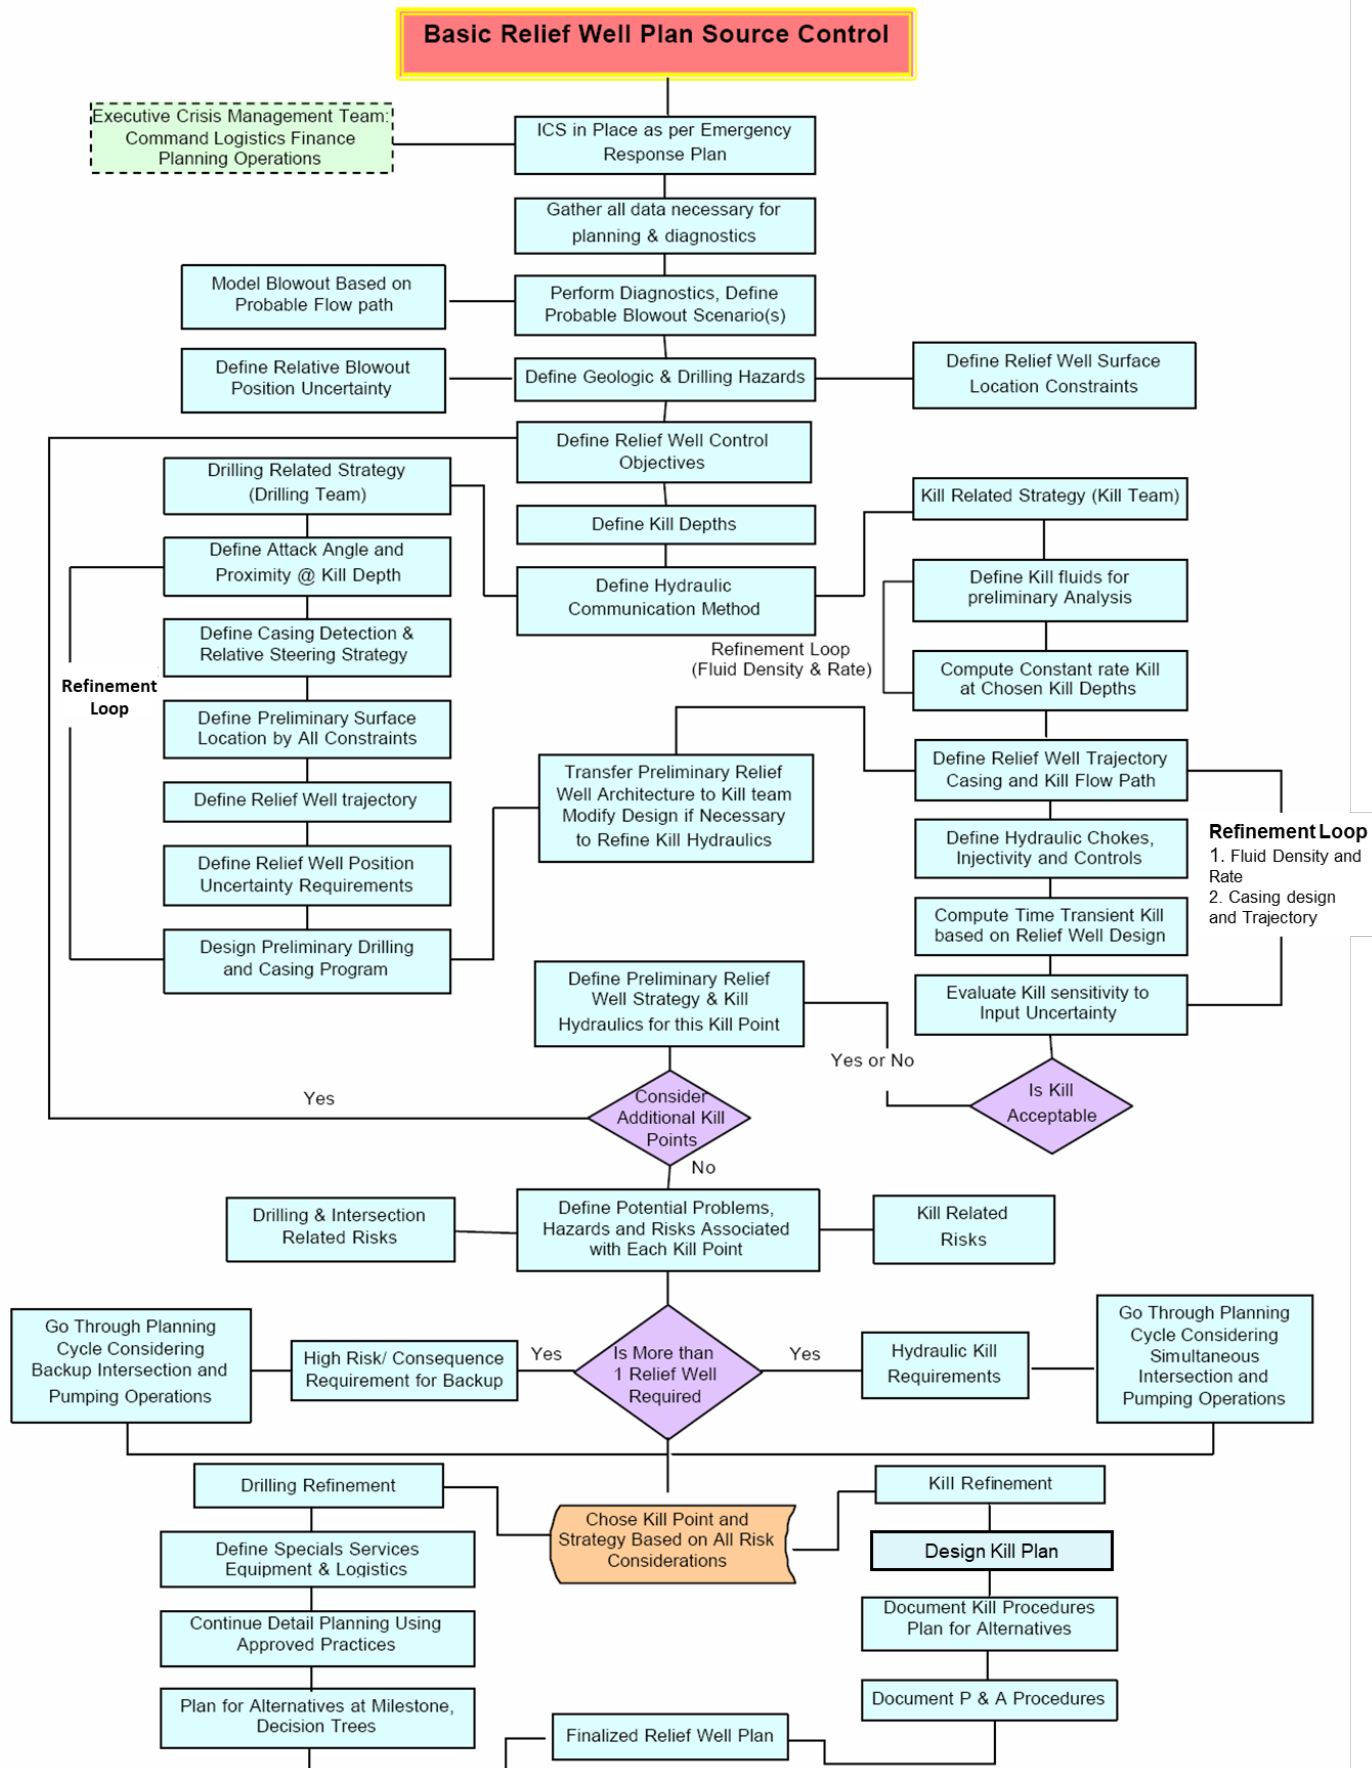 Basic Relief Well Plan Source Control
Executive Crisis Management Team:
Command Logistics Finance
Planning Operations
ICS in Place as per Emergency
Response Plan
Gather all data necessary for
planning & diagnostics
Model Blowout Based on
Probable Flow path
Perform Diagnostics, Define
Probable Blowout Scenario(s)
Define Relative Blowout
Position Uncertainty
Define Geologic & Drilling Hazards
Define Relief Well Surface
Location Constraints
Define Relief Well Control
Objectives
Drilling Related Strategy
(Drilling Team)
Define Kill Depths
Kill Related Strategy (Kill Team)
Define Attack Angle and
Proximity @ Kill Depth
Define Hydraulic
Communication Method
Define Kill fluids for
preliminary Analysis
Define Casing Detection &
Relative Steering Strategy
Refinement Loop
(Fluid Density & Rate)
Compute Constant rate Kill
at Chosen Kill Depths
Refinement
Loop
Define Preliminary Surface
Location by All Constraints
Define Relief Well trajectory
Transfer Preliminary Relief
Well Architecture to Kill team
Modify Design if Necessary
to Refine Kill Hydraulics
Define Relief Well Trajectory
Casing and Kill Flow Path
Define Hydraulic Chokes,
Injectivity and Controls
Refinement Loop
1. Fluid Density and
Rate
2. Casing design
and Trajectory
Define Relief Well Position
Uncertainty Requirements
Compute Time Transient Kill
based on Relief Well Design
Design Preliminary Drilling
and Casing Program
Define Preliminary Relief
Well Strategy & Kill
Hydraulics for this Kill Point
Evaluate Kill sensitivity to
Input Uncertainty
Yes or No
Is Kill
Acceptable
Yes
Consider
Additional Kill
Points
No
Drilling & Intersection
Related Risks
Define Potential Problems,
Hazards and Risks Associated
with Each Kill Point
Kill Related
Risks
Go Through Planning
Cycle Considering
Backup Intersection and
Pumping Operations
High Risk/ Consequence
Requirement for Backup
Yes
Is More than
1 Relief Well
Required
Yes
Hydraulic Kill
Requirements
Go Through Planning
Cycle Considering
Simultaneous
Intersection and
Pumping Operations
Drilling Refinement
Chose Kill Point and
Strategy Based on All Risk
Considerations
Kill Refinement
Define Specials Services
Equipment & Logistics
Design Kill Plan
Continue Detail Planning Using
Approved Practices
Document Kill Procedures
Plan for Alternatives
Plan for Alternatives at Milestone,
Decision Trees
Document P & A Procedures
Finalized Relief Well Plan